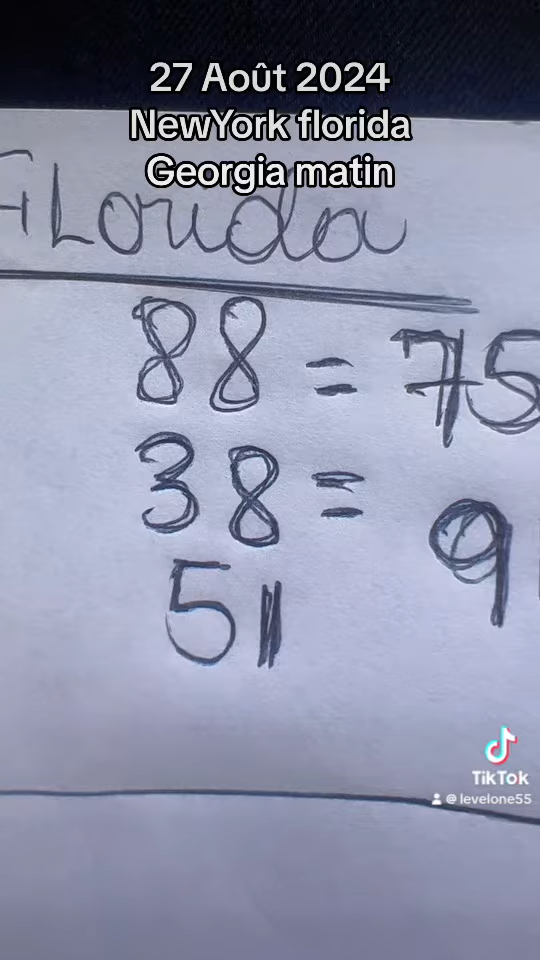 27 Août 2024
NewYork florida
Georgia matin
FLorida
88 = 75
38 = 9
51
TikTok
@levelone55